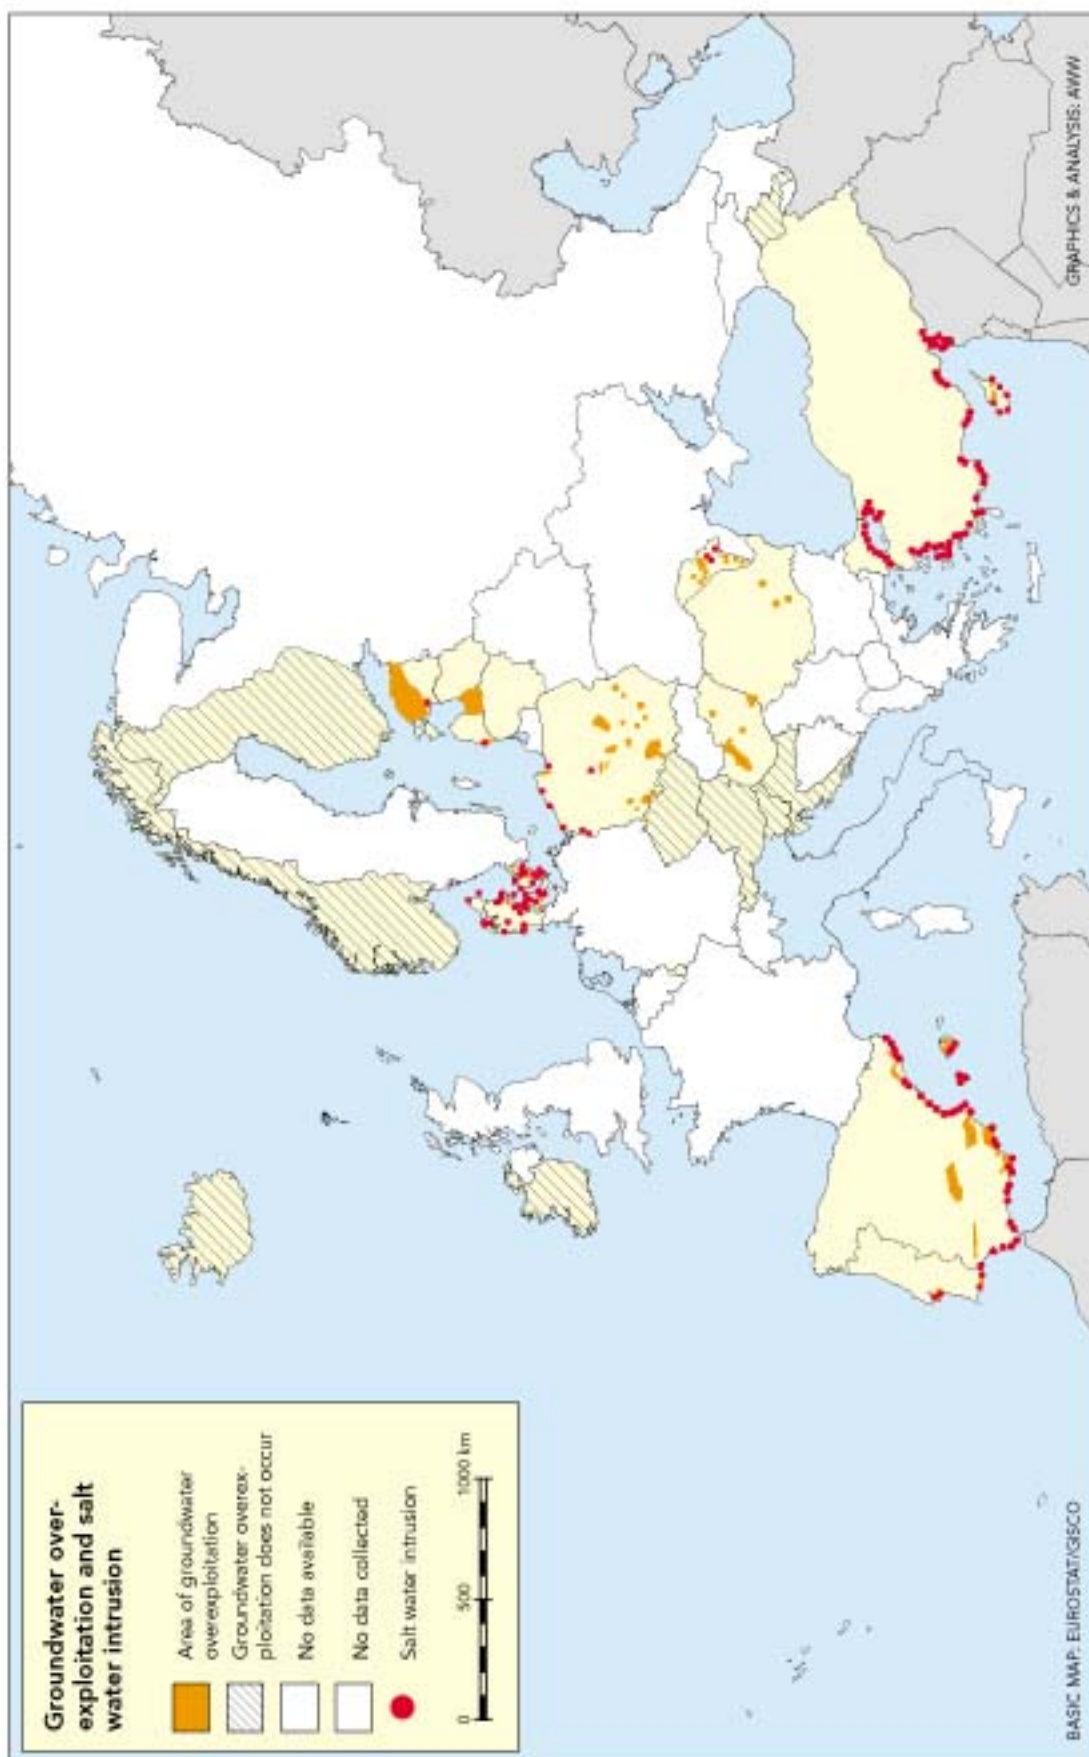 Groundwater over-
exploitation and salt
water intrusion
Area of groundwater
overexploitation
Groundwater overex-
ploitation does not occur
No data available
No data collected
Salt water intrusion
0 500 1000 km
BASIC MAP: EUROSTAT/GISCO
GRAPHICS & ANALYSIS: AWW